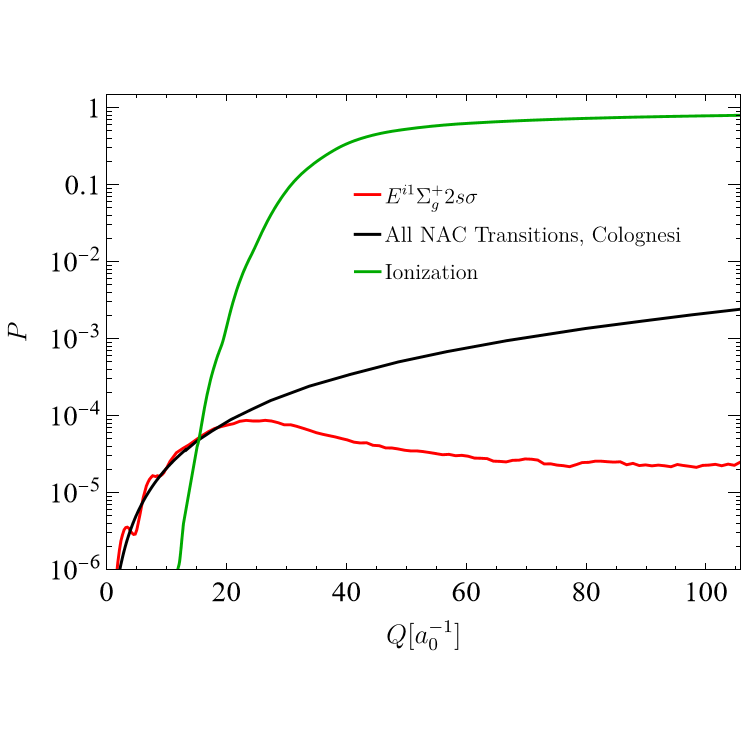 1
0.1
10⁻²
10⁻³
10⁻⁴
10⁻⁵
10⁻⁶
P
E^{i1}Σ_g^+2sσ
All NAC Transitions, Colognesi
Ionization
0 20 40 60 80 100
Q[a_0^{-1}]